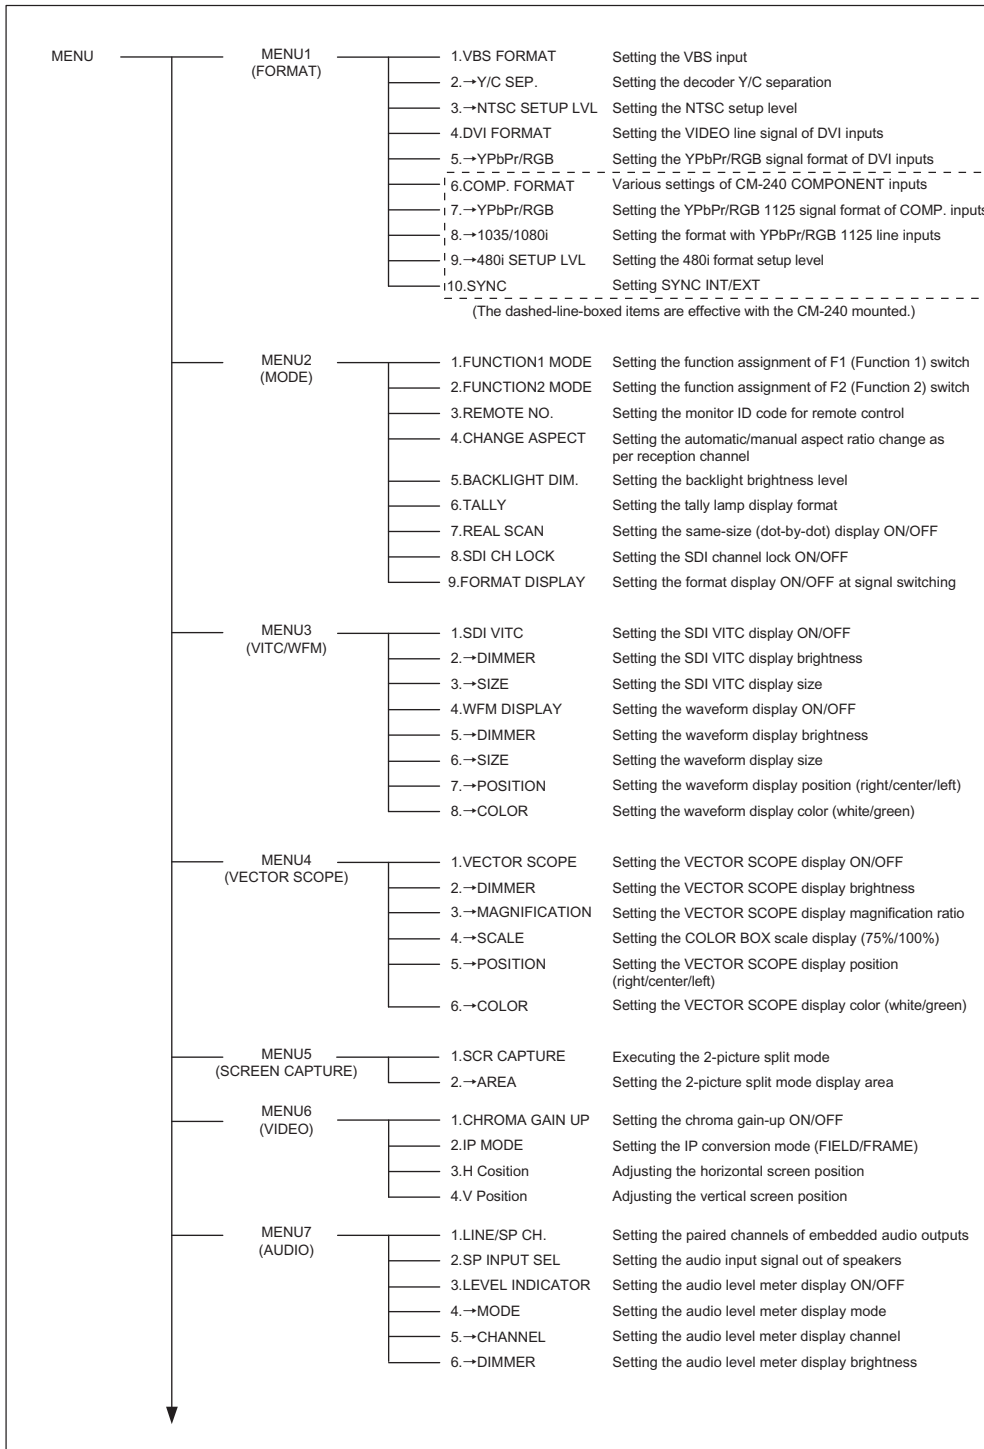 MENU
MENU1
(FORMAT)
1.VBS FORMAT Setting the VBS input
2.→Y/C SEP. Setting the decoder Y/C separation
3.→NTSC SETUP LVL Setting the NTSC setup level
4.DVI FORMAT Setting the VIDEO line signal of DVI inputs
5.→YPbPr/RGB Setting the YPbPr/RGB signal format of DVI inputs
6.COMP. FORMAT Various settings of CM-240 COMPONENT inputs
7.→YPbPr/RGB Setting the YPbPr/RGB 1125 signal format of COMP. inputs
8.→1035/1080i Setting the format with YPbPr/RGB 1125 line inputs
9.→480i SETUP LVL Setting the 480i format setup level
10.SYNC Setting SYNC INT/EXT
(The dashed-line-boxed items are effective with the CM-240 mounted.)
MENU2
(MODE)
1.FUNCTION1 MODE Setting the function assignment of F1 (Function 1) switch
2.FUNCTION2 MODE Setting the function assignment of F2 (Function 2) switch
3.REMOTE NO. Setting the monitor ID code for remote control
4.CHANGE ASPECT Setting the automatic/manual aspect ratio change as
per reception channel
5.BACKLIGHT DIM. Setting the backlight brightness level
6.TALLY Setting the tally lamp display format
7.REAL SCAN Setting the same-size (dot-by-dot) display ON/OFF
8.SDI CH LOCK Setting the SDI channel lock ON/OFF
9.FORMAT DISPLAY Setting the format display ON/OFF at signal switching
MENU3
(VITC/WFM)
1.SDI VITC Setting the SDI VITC display ON/OFF
2.→DIMMER Setting the SDI VITC display brightness
3.→SIZE Setting the SDI VITC display size
4.WFM DISPLAY Setting the waveform display ON/OFF
5.→DIMMER Setting the waveform display brightness
6.→SIZE Setting the waveform display size
7.→POSITION Setting the waveform display position (right/center/left)
8.→COLOR Setting the waveform display color (white/green)
MENU4
(VECTOR SCOPE)
1.VECTOR SCOPE Setting the VECTOR SCOPE display ON/OFF
2.→DIMMER Setting the VECTOR SCOPE display brightness
3.→MAGNIFICATION Setting the VECTOR SCOPE display magnification ratio
4.→SCALE Setting the COLOR BOX scale display (75%/100%)
5.→POSITION Setting the VECTOR SCOPE display position
(right/center/left)
6.→COLOR Setting the VECTOR SCOPE display color (white/green)
MENU5
(SCREEN CAPTURE)
1.SCR CAPTURE Executing the 2-picture split mode
2.→AREA Setting the 2-picture split mode display area
MENU6
(VIDEO)
1.CHROMA GAIN UP Setting the chroma gain-up ON/OFF
2.IP MODE Setting the IP conversion mode (FIELD/FRAME)
3.H Cosition Adjusting the horizontal screen position
4.V Position Adjusting the vertical screen position
MENU7
(AUDIO)
1.LINE/SP CH. Setting the paired channels of embedded audio outputs
2.SP INPUT SEL Setting the audio input signal out of speakers
3.LEVEL INDICATOR Setting the audio level meter display ON/OFF
4.→MODE Setting the audio level meter display mode
5.→CHANNEL Setting the audio level meter display channel
6.→DIMMER Setting the audio level meter display brightness